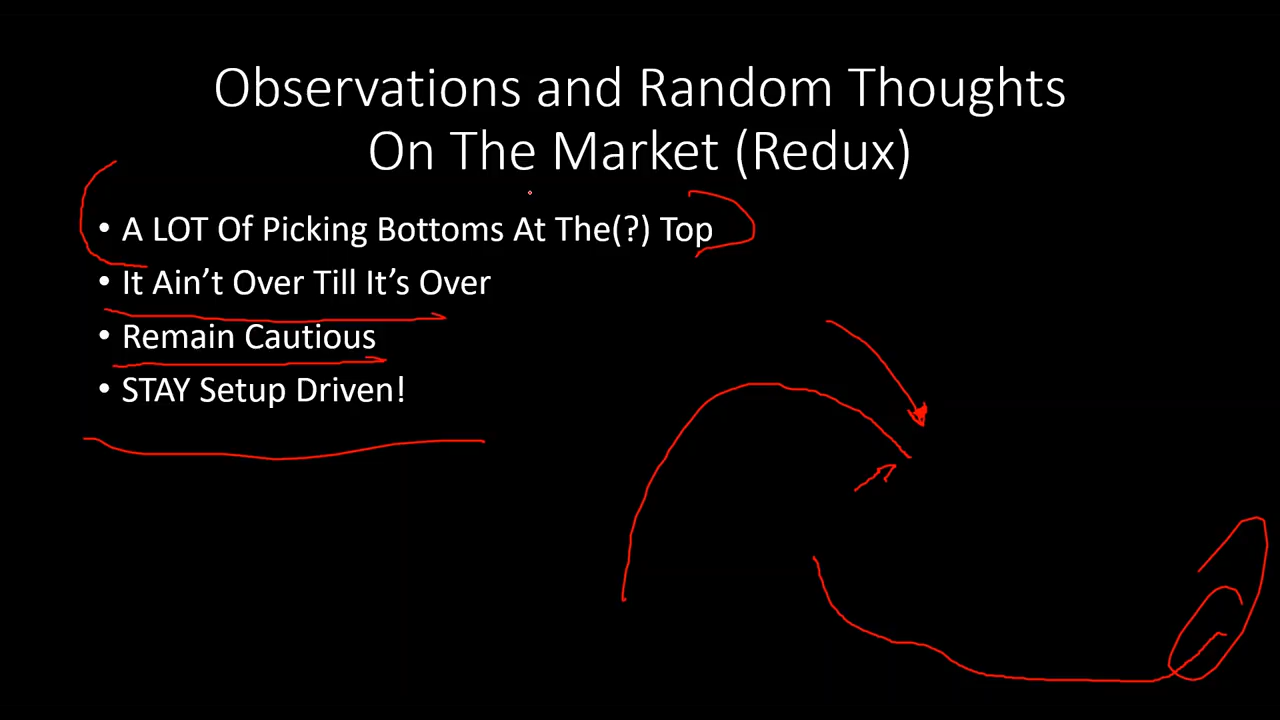 Observations and Random Thoughts
On The Market (Redux)
• A LOT Of Picking Bottoms At The(?) Top
• It Ain’t Over Till It’s Over
• Remain Cautious
• STAY Setup Driven!